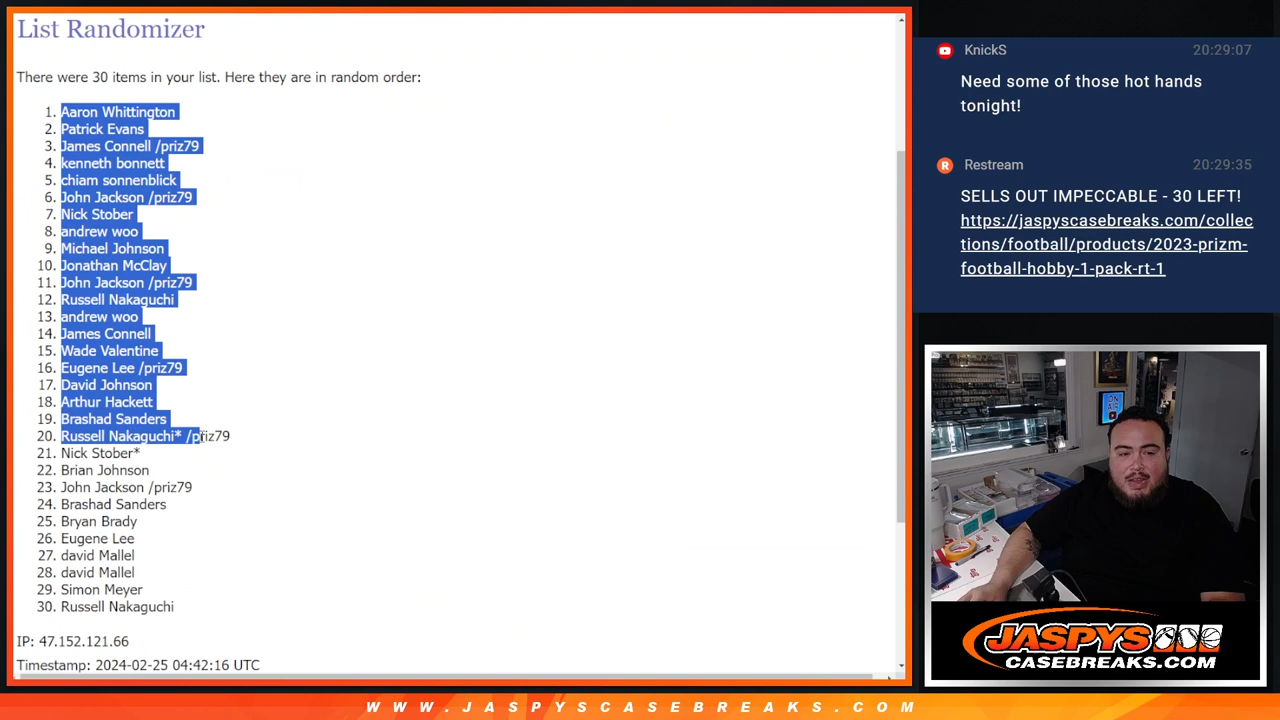 List Randomizer
There were 30 items in your list. Here they are in random order:
1. Aaron Whittington
2. Patrick Evans
3. James Connell /priz79
4. kenneth bonnett
5. chiam sonnenblick
6. John Jackson /priz79
7. Nick Stober
8. andrew woo
9. Michael Johnson
10. Jonathan McClay
11. John Jackson /priz79
12. Russell Nakaguchi
13. andrew woo
14. James Connell
15. Wade Valentine
16. Eugene Lee /priz79
17. David Johnson
18. Arthur Hackett
19. Brashad Sanders
20. Russell Nakaguchi* /priz79
21. Nick Stober*
22. Brian Johnson
23. John Jackson /priz79
24. Brashad Sanders
25. Bryan Brady
26. Eugene Lee
27. david Mallel
28. david Mallel
29. Simon Meyer
30. Russell Nakaguchi
IP: 47.152.121.66
Timestamp: 2024-02-25 04:42:16 UTC
KnickS 20:29:07
Need some of those hot hands
tonight!
R Restream 20:29:35
SELLS OUT IMPECCABLE - 30 LEFT!
https://jaspyscasebreaks.com/collec
tions/football/products/2023-prizm-
football-hobby-1-pack-rt-1
ON AIR
JASPYS
CASEBREAKS.COM
WWW.JASPYSCASEBREAKS.COM